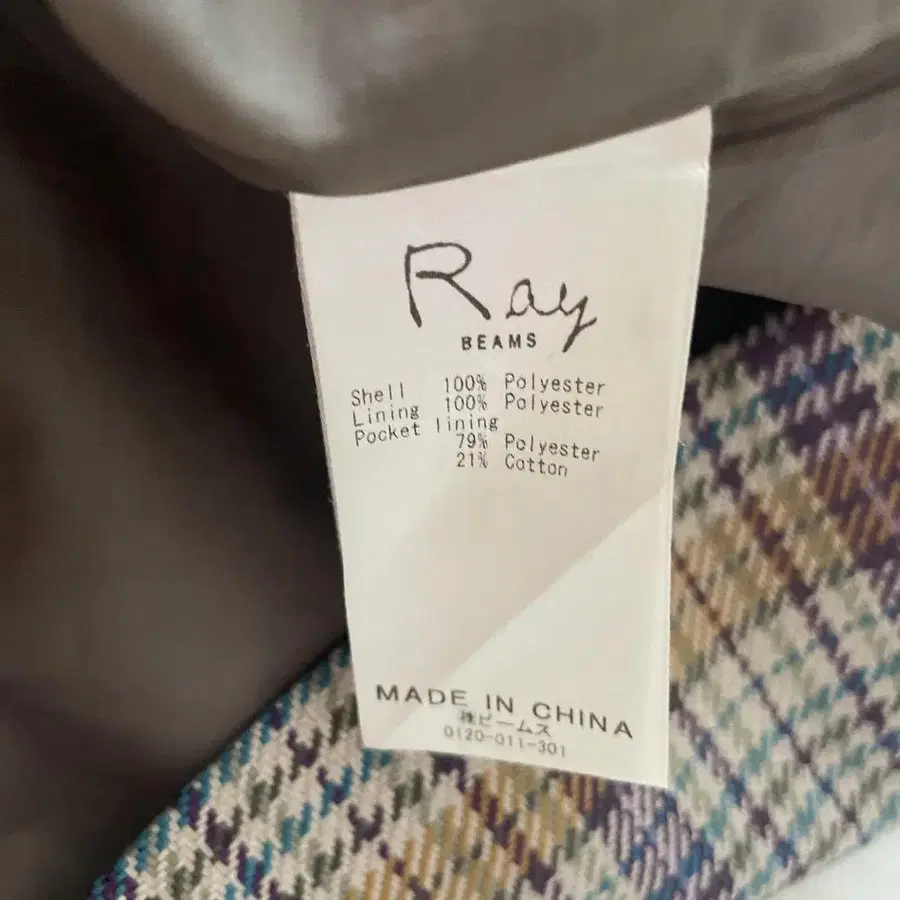 Ray
BEAMS
Shell 100% Polyester
Lining 100% Polyester
Pocket lining
79% Polyester
21% Cotton
MADE IN CHINA
㈱ビームス
0120-011-301